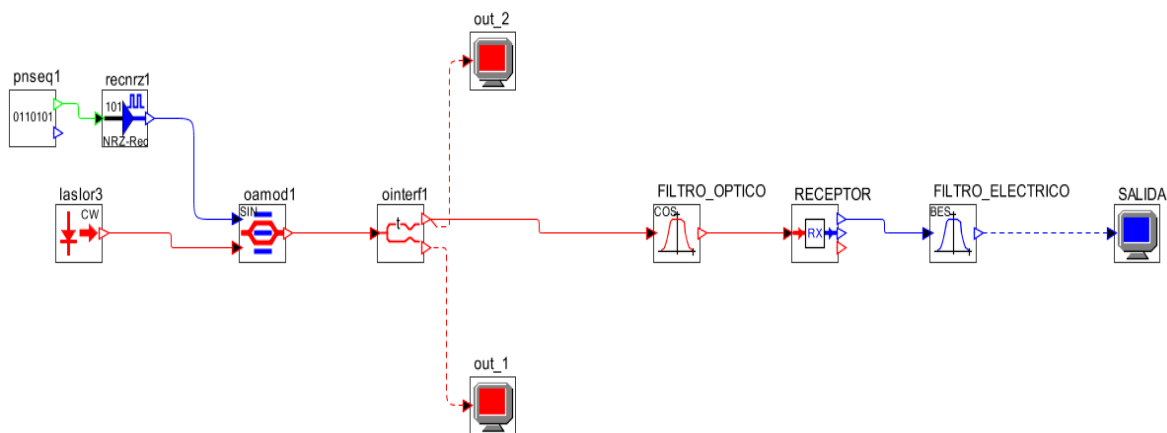 out_2
pnseq1
0110101
recnrz1
101
NRZ-Rec
laslor3
CW
oamod1
SIN
ointerf1
t
FILTRO_OPTICO
COS
RECEPTOR
RX
FILTRO_ELECTRICO
BES
SALIDA
out_1